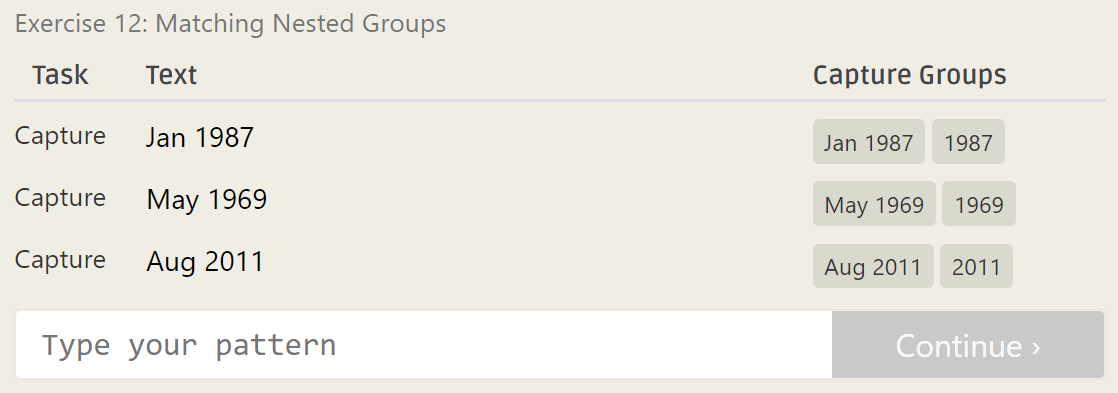 Exercise 12: Matching Nested Groups
Task Text Capture Groups
Capture Jan 1987 Jan 1987 1987
Capture May 1969 May 1969 1969
Capture Aug 2011 Aug 2011 2011
Type your pattern Continue ›